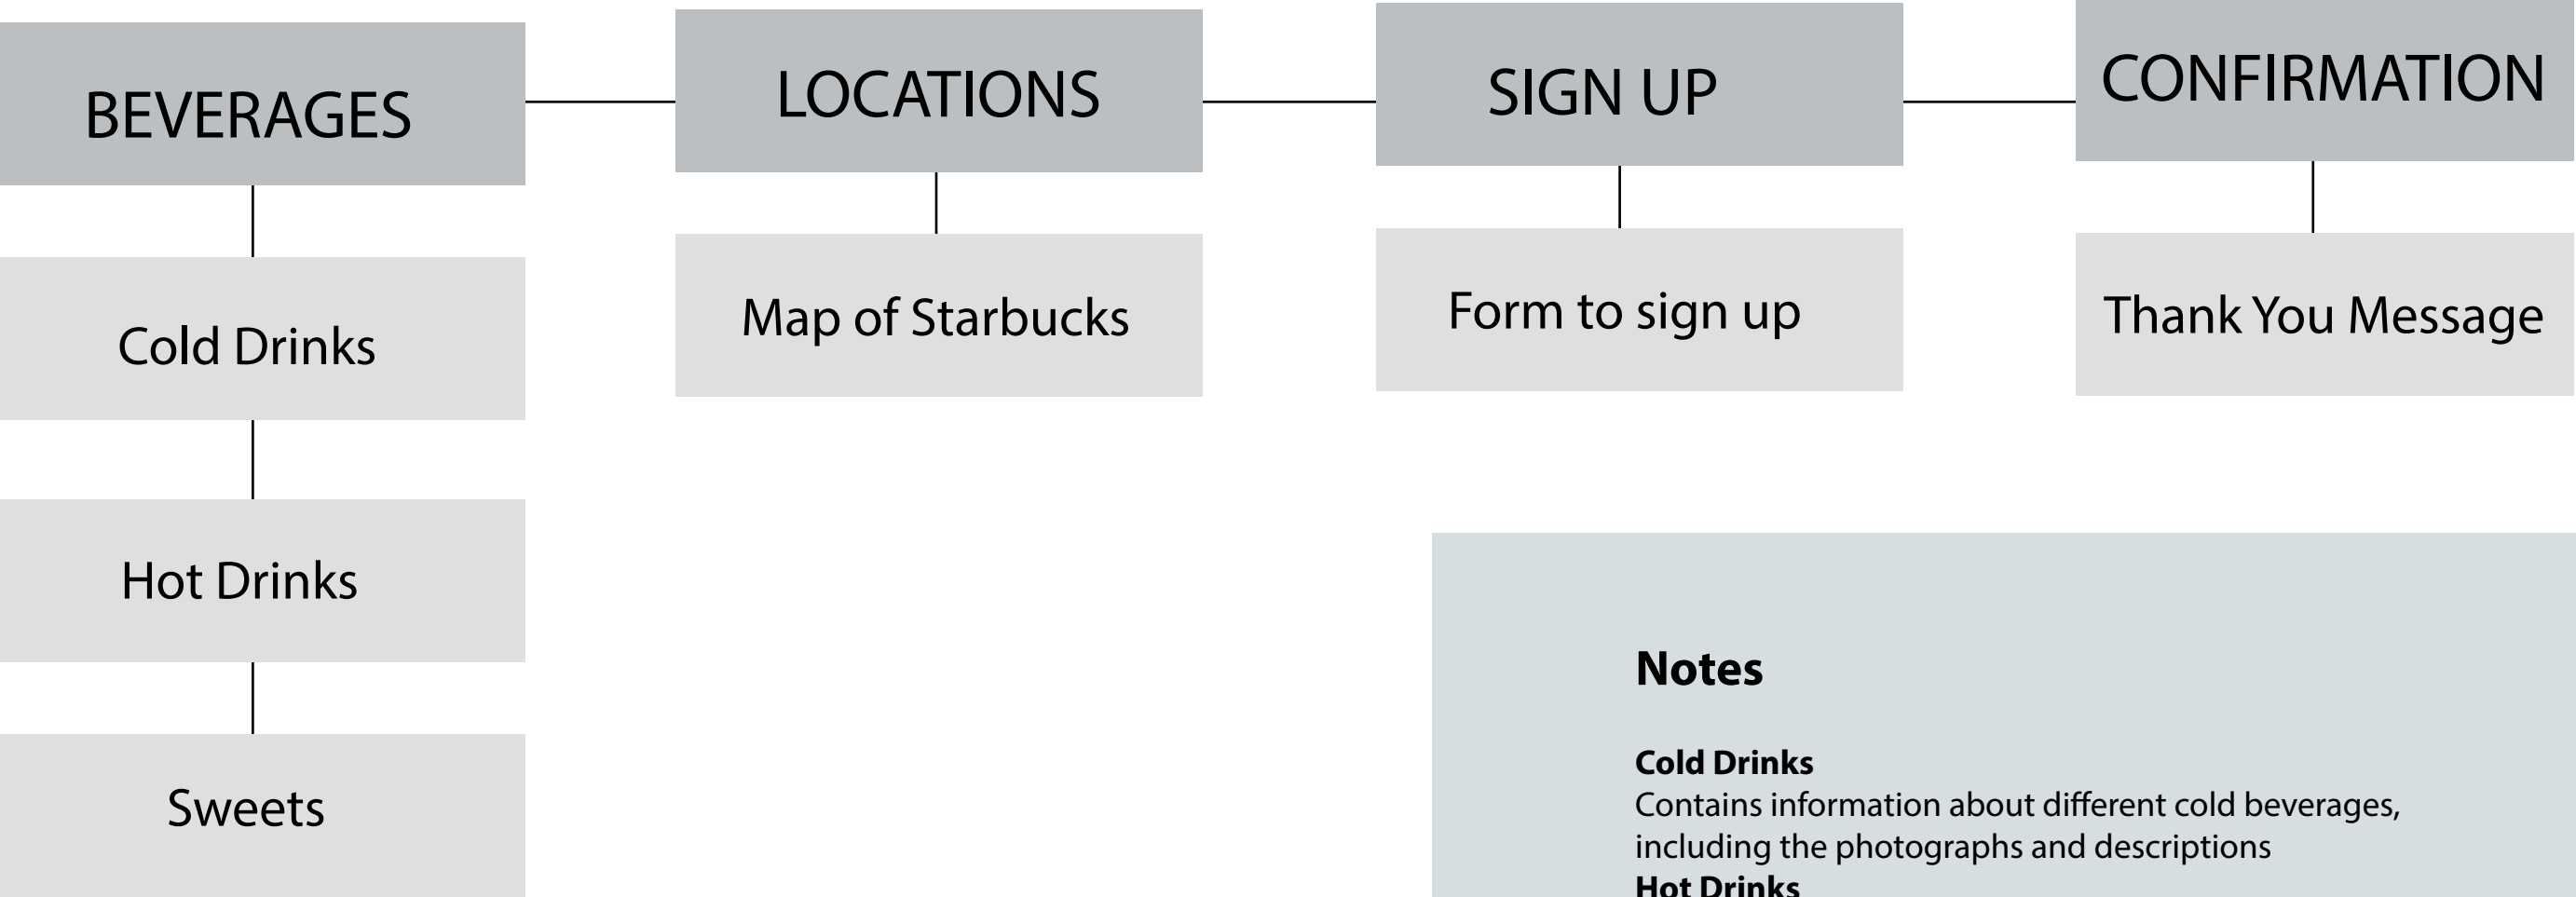 BEVERAGES
LOCATIONS
SIGN UP
CONFIRMATION
Cold Drinks
Map of Starbucks
Form to sign up
Thank You Message
Hot Drinks
Sweets
Notes
Cold Drinks
Contains information about different cold beverages,
including the photographs and descriptions
Hot Drinks